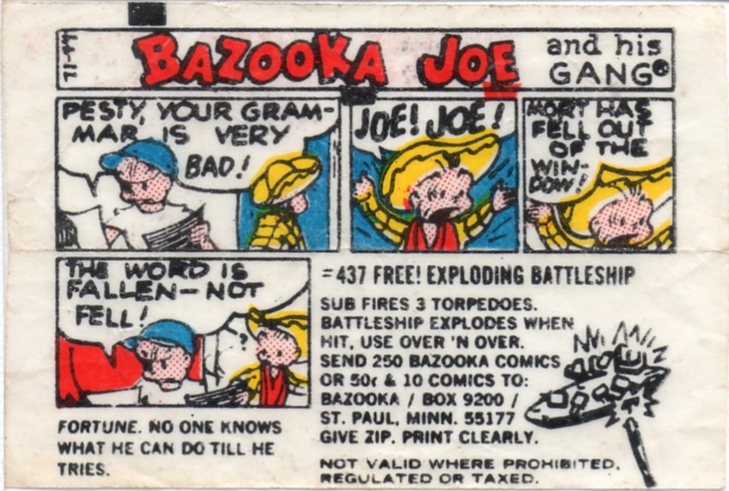 71-44
BAZOOKA JOE
and his
GANG®
PESTY, YOUR GRAM-
MAR IS VERY
BAD!
JOE! JOE!
MORT HAS
FELL OUT
OF THE
WIN-
DOW!
THE WORD IS
FALLEN—NOT
FELL!
?
FORTUNE. NO ONE KNOWS
WHAT HE CAN DO TILL HE
TRIES.
=437 FREE! EXPLODING BATTLESHIP
SUB FIRES 3 TORPEDOES.
BATTLESHIP EXPLODES WHEN
HIT, USE OVER 'N OVER.
SEND 250 BAZOOKA COMICS
OR 50¢ & 10 COMICS TO:
BAZOOKA / BOX 9200 /
ST. PAUL, MINN. 55177
GIVE ZIP. PRINT CLEARLY.
NOT VALID WHERE PROHIBITED,
REGULATED OR TAXED.